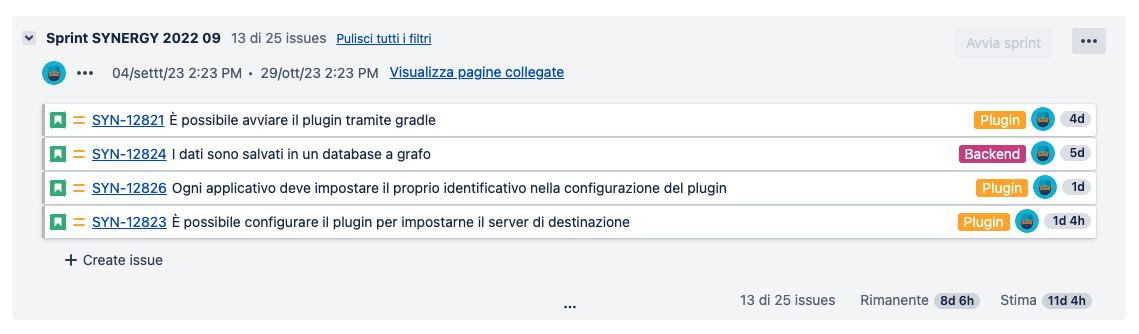 Sprint SYNERGY 2022 09 13 di 25 issues Pulisci tutti i filtri Avvia sprint •••
••• 04/settt/23 2:23 PM • 29/ott/23 2:23 PM Visualizza pagine collegate
SYN-12821 È possibile avviare il plugin tramite gradle Plugin 4d
SYN-12824 I dati sono salvati in un database a grafo Backend 5d
SYN-12826 Ogni applicativo deve impostare il proprio identificativo nella configurazione del plugin Plugin 1d
SYN-12823 È possibile configurare il plugin per impostarne il server di destinazione Plugin 1d 4h
+ Create issue
... 13 di 25 issues Rimanente 8d 6h Stima 11d 4h